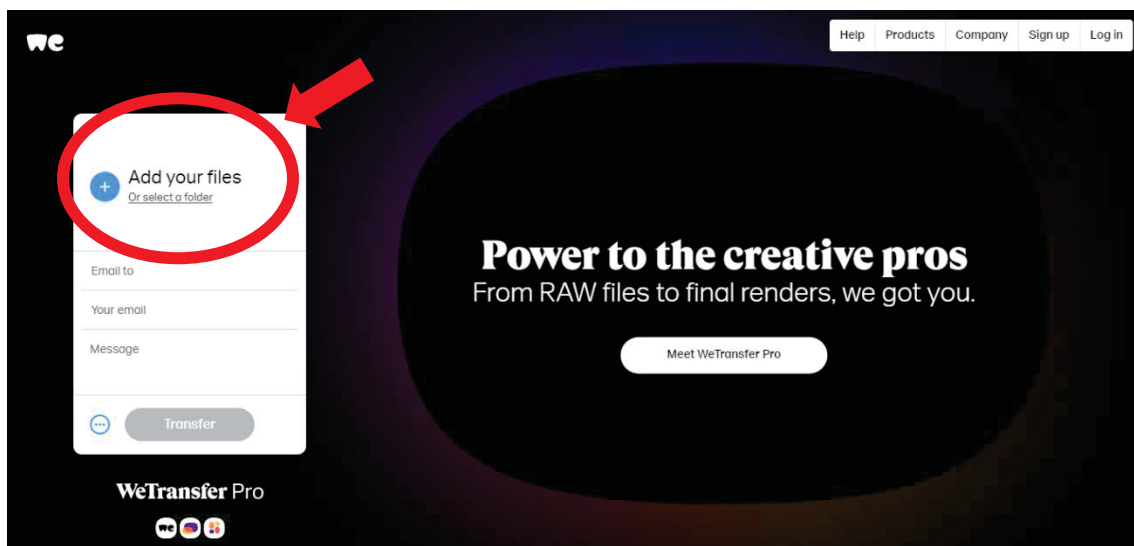 we
Help Products Company Sign up Log in
Add your files
Or select a folder
Email to
Your email
Message
Transfer
Power to the creative pros
From RAW files to final renders, we got you.
Meet WeTransfer Pro
WeTransfer Pro
we